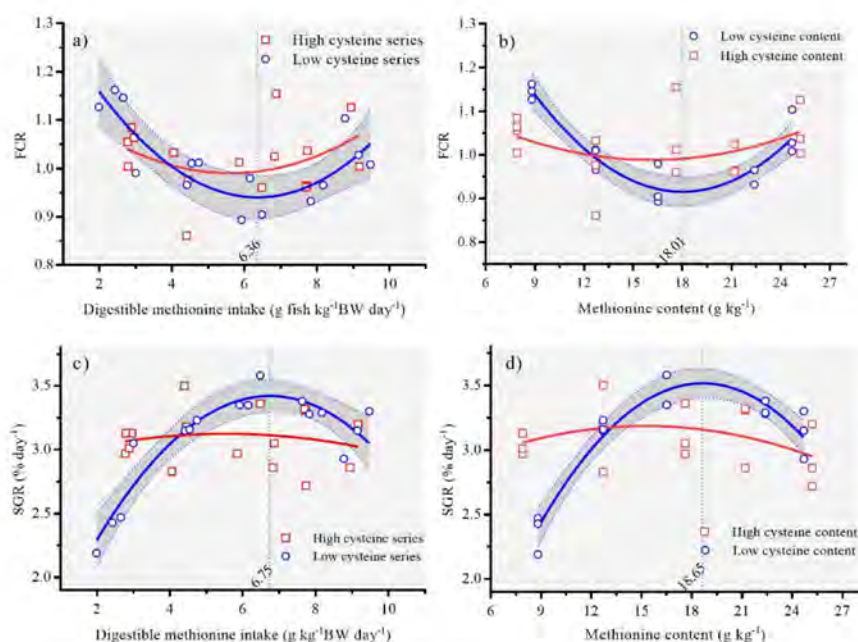 a)
High cysteine series
Low cysteine series
FCR
1.3
1.2
1.1
1.0
0.9
0.8
6.36
2
4
6
8
10
Digestible methionine intake (g fish kg⁻¹BW day⁻¹)
b)
Low cysteine content
High cysteine content
FCR
1.3
1.2
1.1
1.0
0.9
0.8
18.01
6
9
12
15
18
21
24
27
Methionine content (g kg⁻¹)
c)
SGR (% day⁻¹)
3.5
3.0
2.5
2.0
High cysteine series
Low cysteine series
6.75
2
4
6
8
10
Digestible methionine intake (g kg⁻¹BW day⁻¹)
d)
SGR (% day⁻¹)
3.5
3.0
2.5
2.0
High cysteine content
Low cysteine content
18.65
6
9
12
15
18
21
24
27
Methionine content (g kg⁻¹)